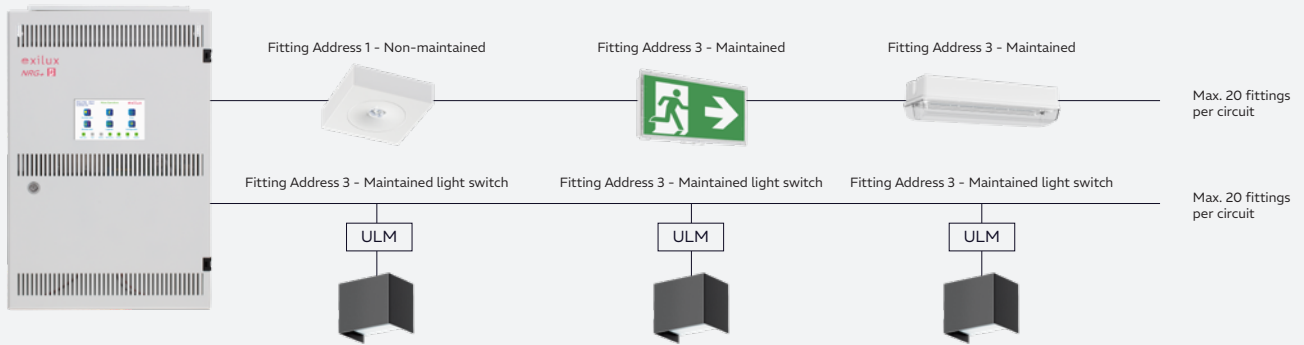 exilux
NRG
Fitting Address 1 - Non-maintained
Fitting Address 3 - Maintained
Fitting Address 3 - Maintained
Max. 20 fittings
per circuit
Fitting Address 3 - Maintained light switch
Fitting Address 3 - Maintained light switch
Fitting Address 3 - Maintained light switch
Max. 20 fittings
per circuit
ULM
ULM
ULM